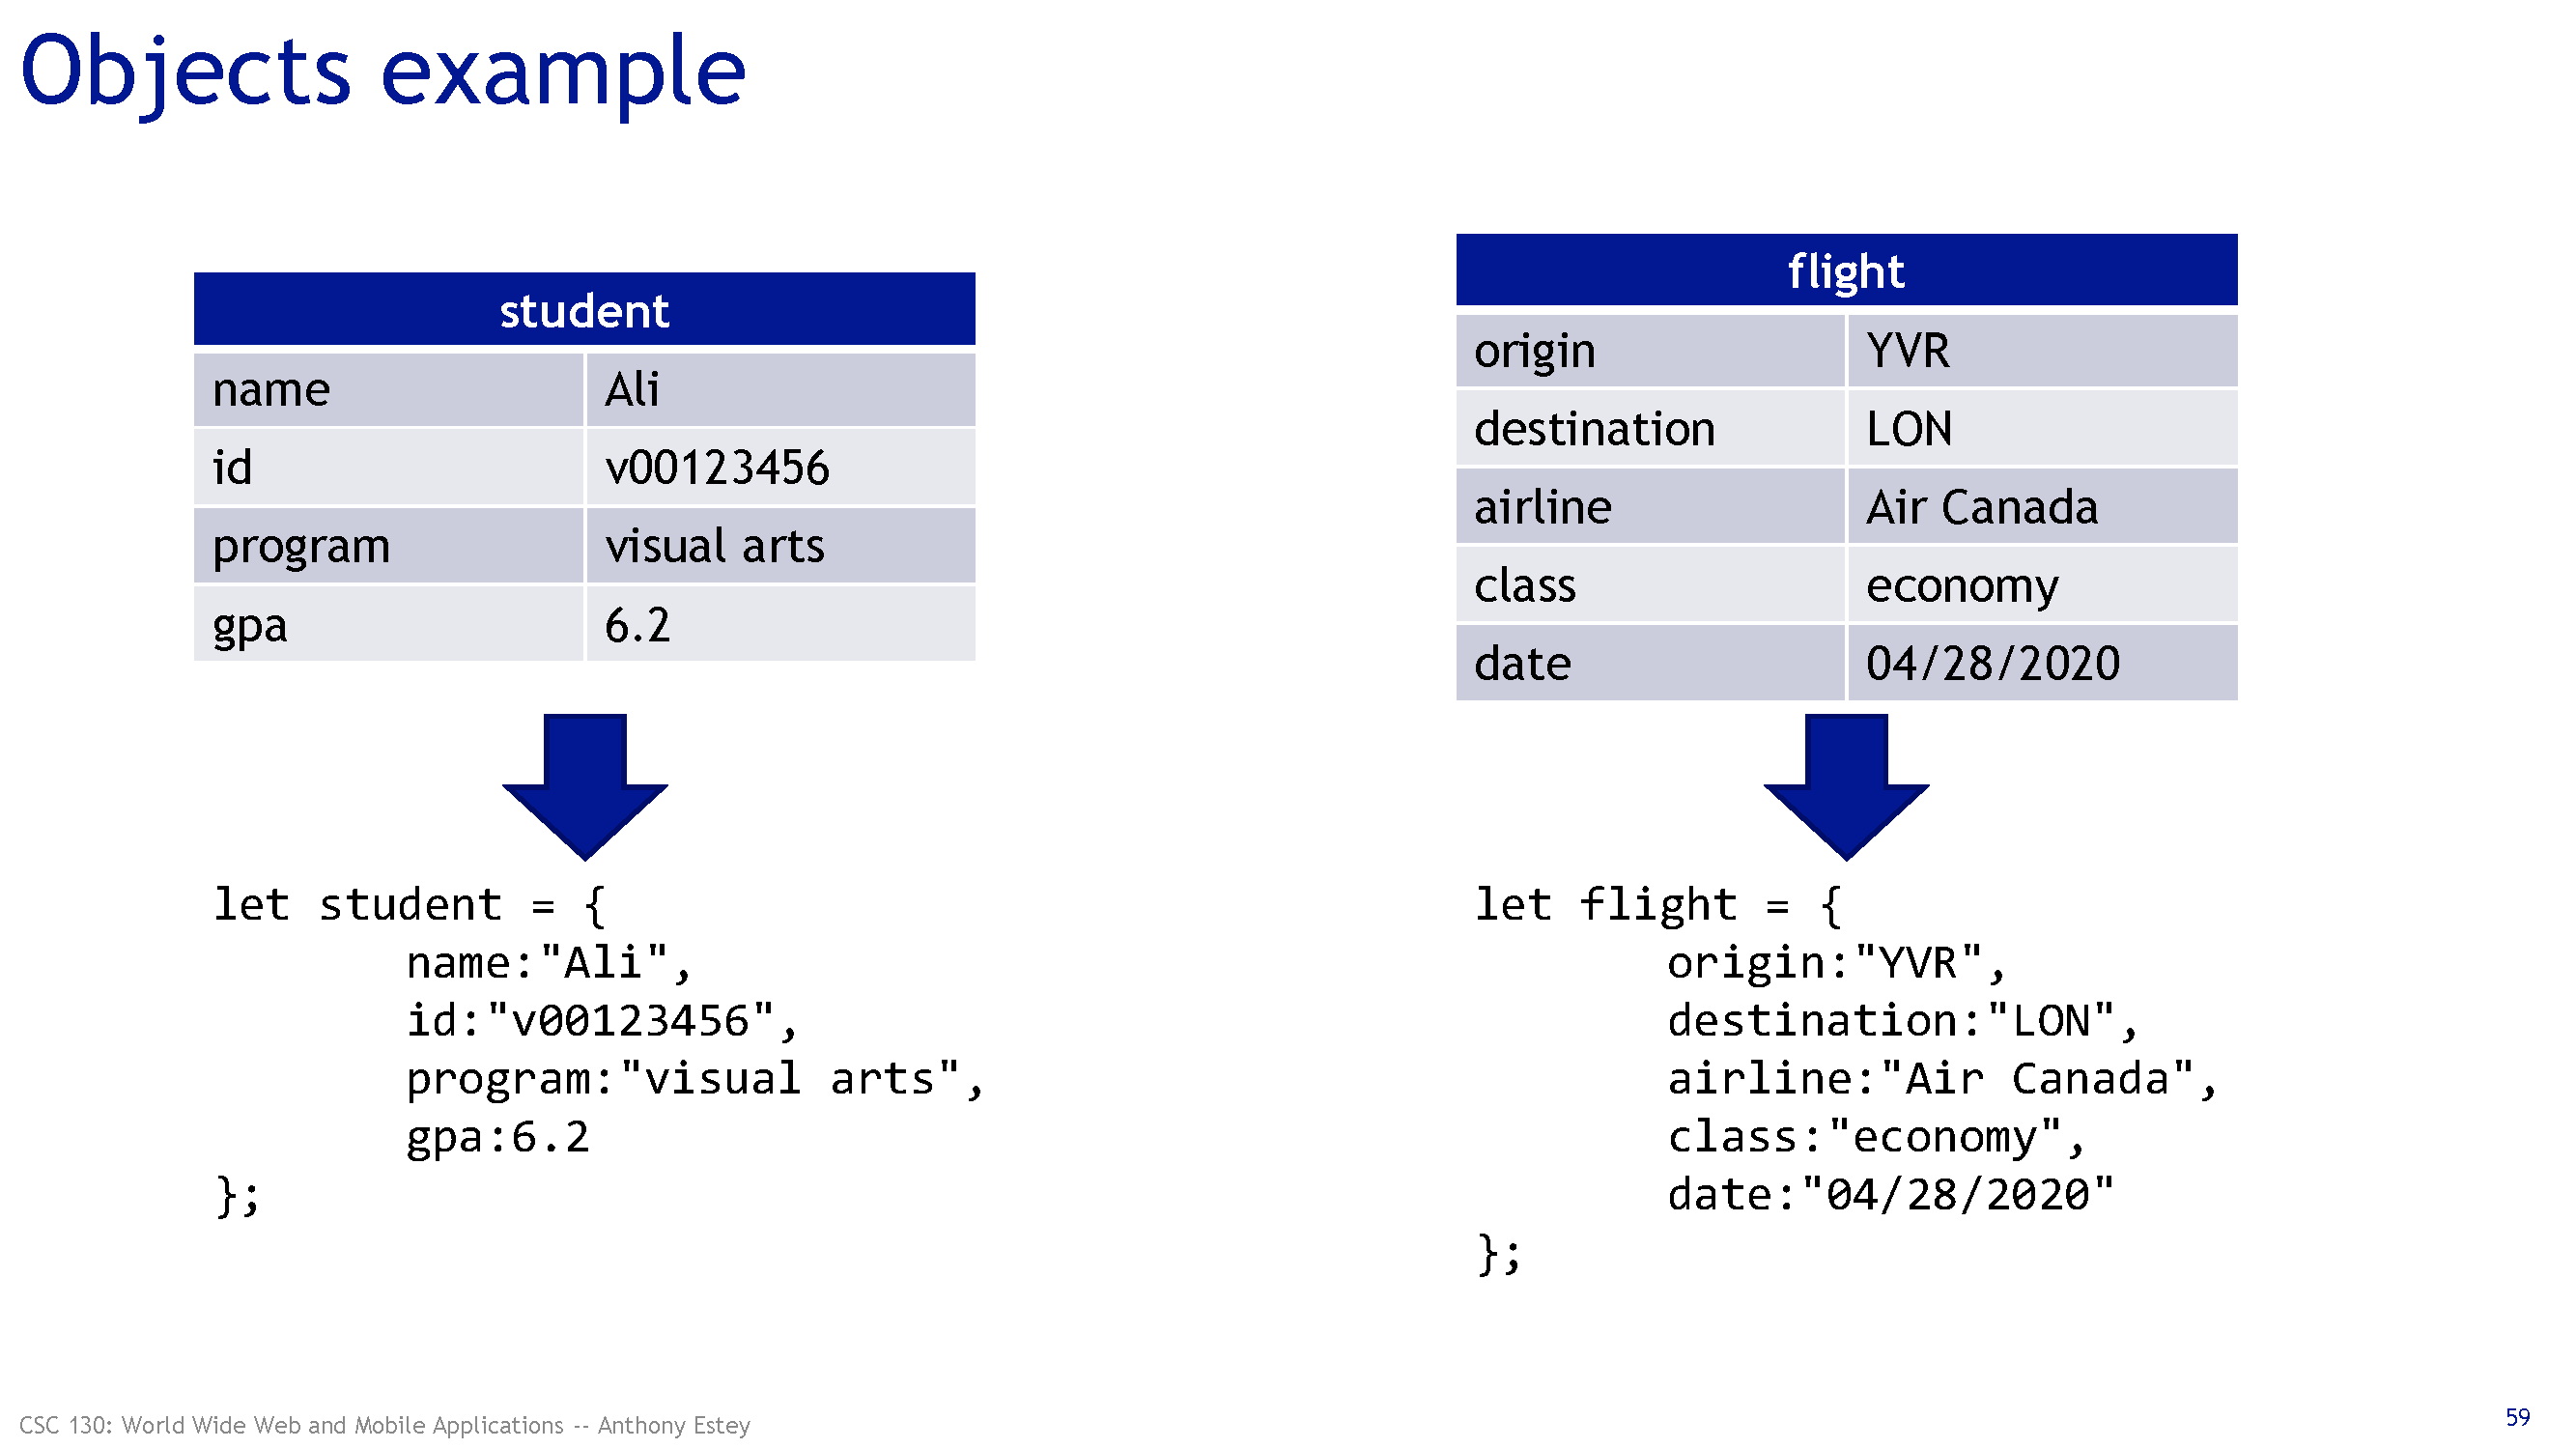 Objects example
student
name Ali
id v00123456
program visual arts
gpa 6.2
flight
origin YVR
destination LON
airline Air Canada
class economy
date 04/28/2020
let student = {
name:"Ali",
id:"v00123456",
program:"visual arts",
gpa:6.2
};
let flight = {
origin:"YVR",
destination:"LON",
airline:"Air Canada",
class:"economy",
date:"04/28/2020"
};
CSC 130: World Wide Web and Mobile Applications -- Anthony Estey
59